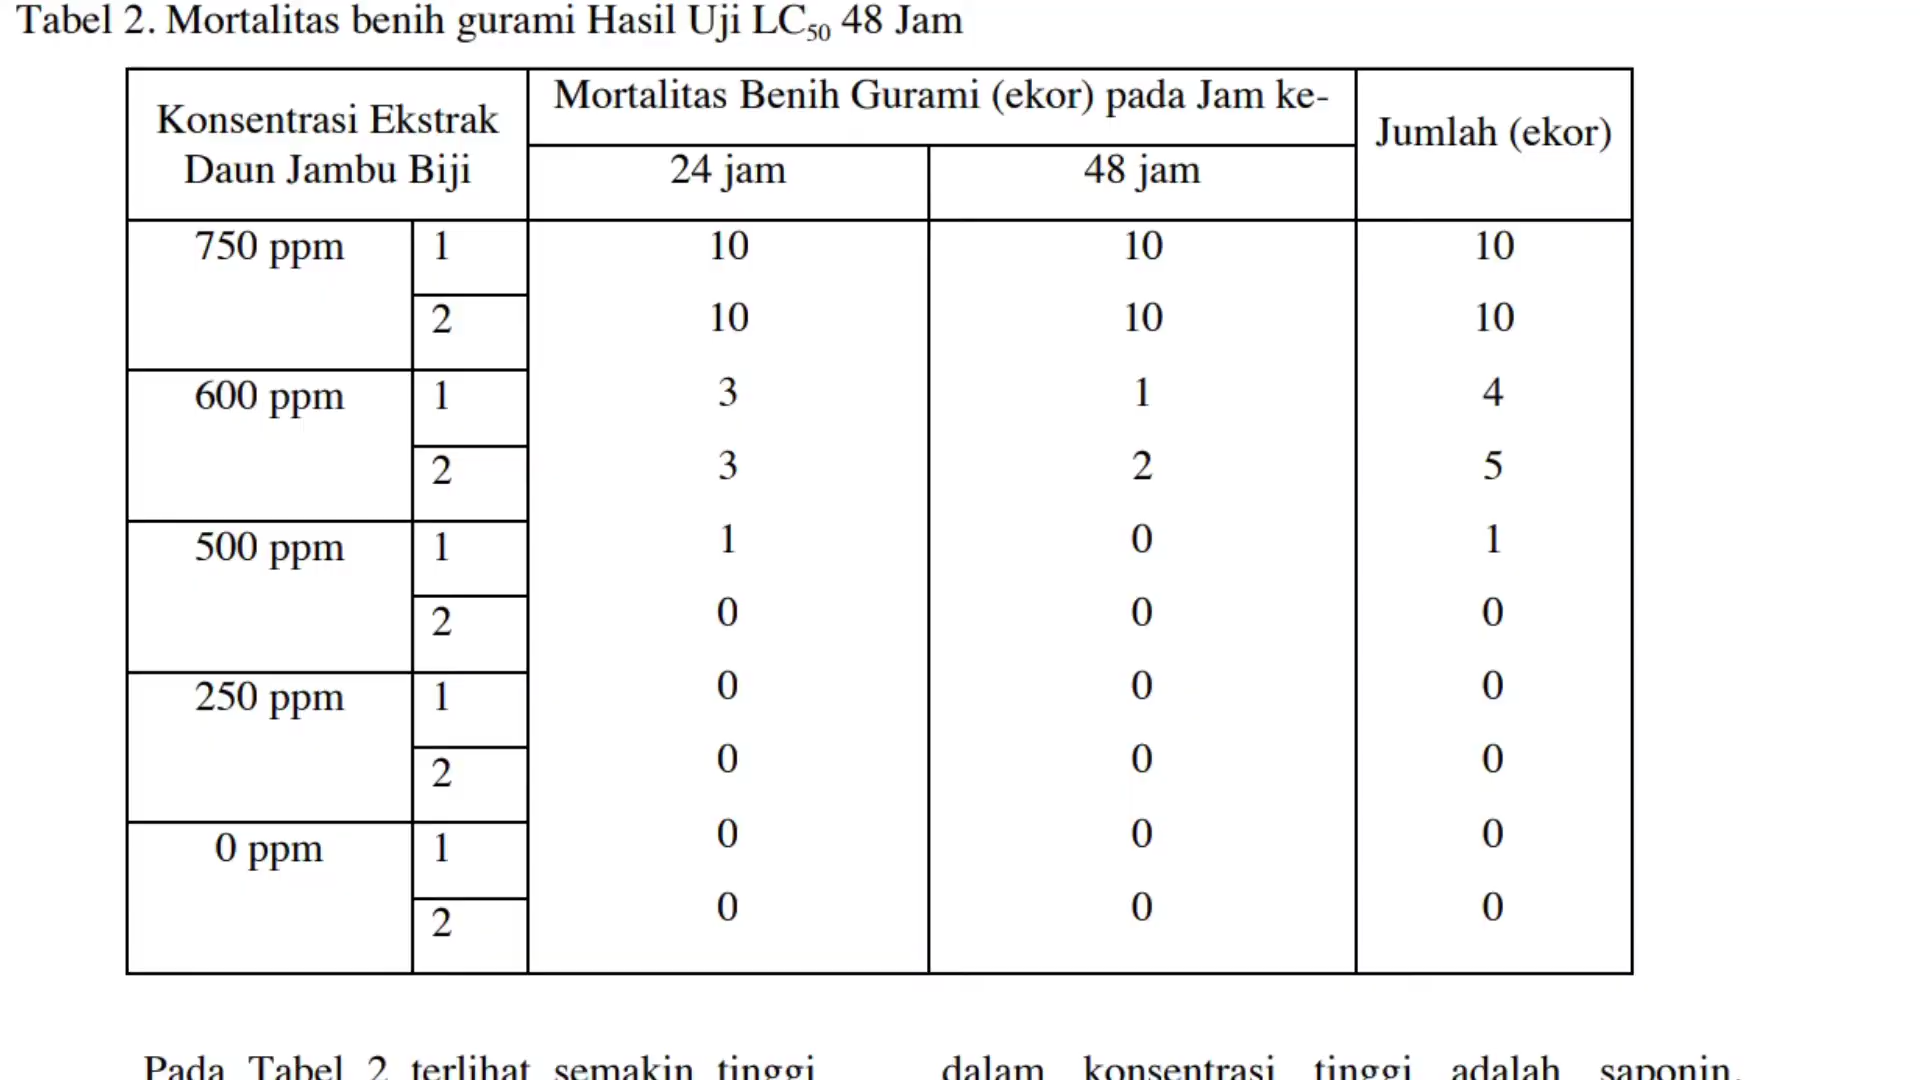 Tabel 2. Mortalitas benih gurami Hasil Uji LC50 48 Jam
Konsentrasi Ekstrak Daun Jambu Biji Mortalitas Benih Gurami (ekor) pada Jam ke- Jumlah (ekor)
24 jam 48 jam
750 ppm 1 10 10 10
2 10 10 10
600 ppm 1 3 1 4
2 3 2 5
500 ppm 1 1 0 1
2 0 0 0
250 ppm 1 0 0 0
2 0 0 0
0 ppm 1 0 0 0
2 0 0 0
Pada Tabel 2 terlihat semakin tinggi
dalam konsentrasi tinggi adalah saponin.